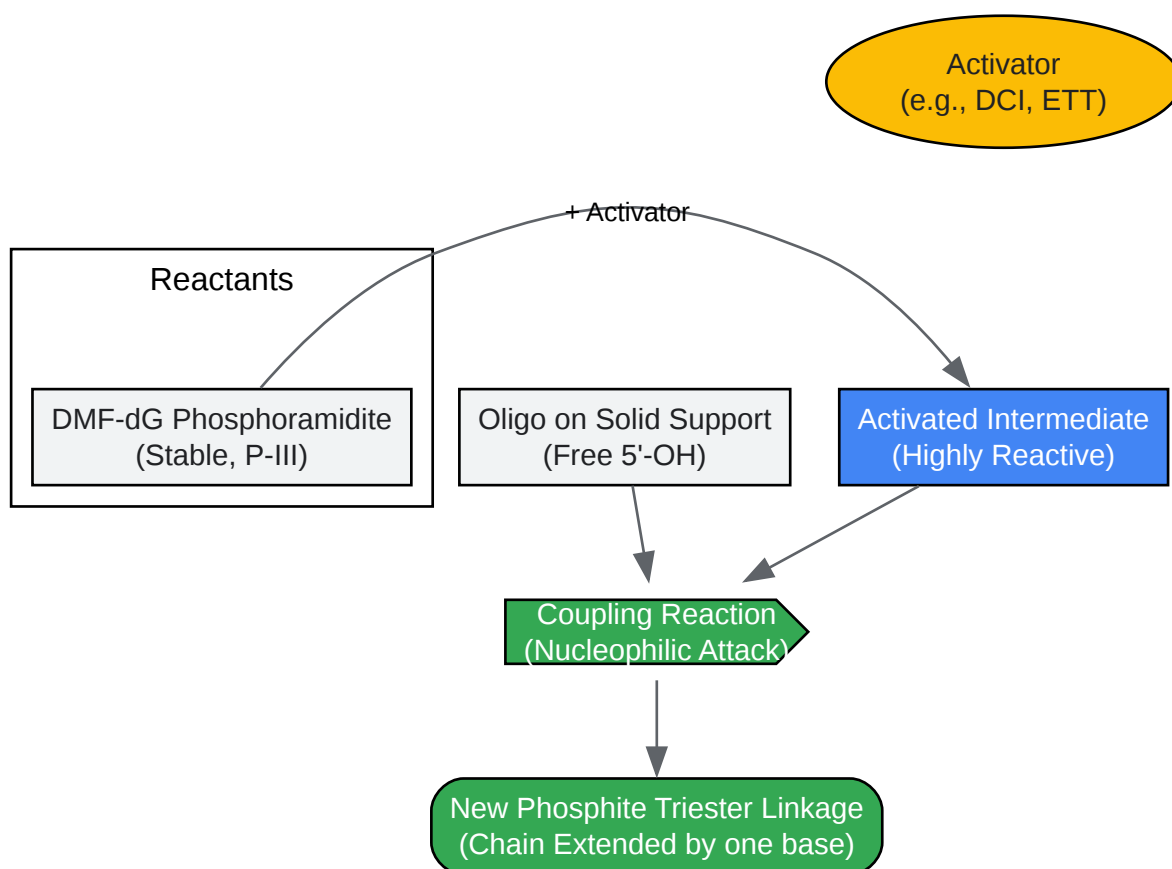 Activator
(e.g., DCI, ETT)
+ Activator
Reactants
DMF-dG Phosphoramidite
(Stable, P-III)
Oligo on Solid Support
(Free 5'-OH)
Activated Intermediate
(Highly Reactive)
Coupling Reaction
(Nucleophilic Attack)
New Phosphite Triester Linkage
(Chain Extended by one base)